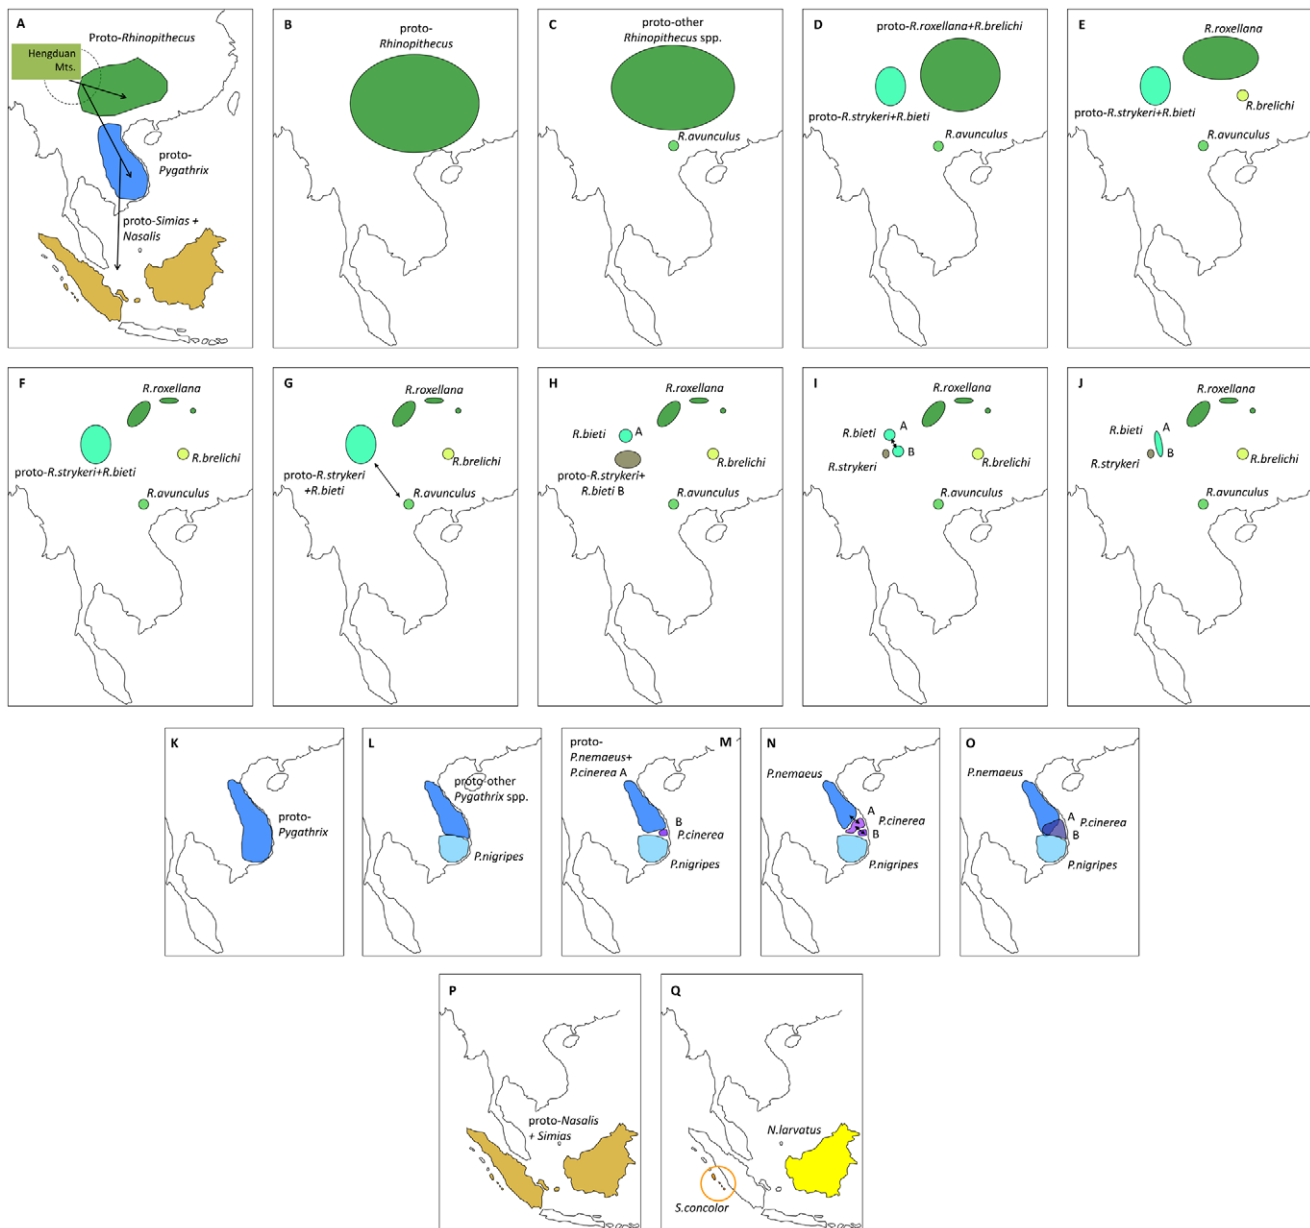 A
Proto-Rhinopithecus
Hengduan
Mts.
proto-
Pygathrix
proto-Simias +
Nasalis
B
proto-
Rhinopithecus
C
proto-other
Rhinopithecus spp.
R.avunculus
D
proto-R.roxellana+R.brelichi
proto-R.strykeri+R.bieti
R.avunculus
E
R.roxellana
R.brelichi
proto-R.strykeri+R.bieti
R.avunculus
F
R.roxellana
proto-R.strykeri+R.bieti
R.brelichi
R.avunculus
G
R.roxellana
proto-R.strykeri
+R.bieti
R.brelichi
R.avunculus
H
R.roxellana
R.bieti
A
proto-R.strykeri+
R.bieti B
R.brelichi
R.avunculus
I
R.roxellana
R.bieti
A
R.strykeri
B
R.brelichi
R.avunculus
J
R.roxellana
R.bieti
A
R.strykeri
B
R.brelichi
R.avunculus
K
proto-
Pygathrix
L
proto-other
Pygathrix spp.
P.nigripes
M
proto-
P.nemaeus+
P.cinerea A
B
P.cinerea
P.nigripes
N
P.nemaeus
A
P.cinerea
B
P.nigripes
O
P.nemaeus
A
P.cinerea
B
P.nigripes
P
proto-Nasalis
+ Simias
Q
N.larvatus
S.concolor